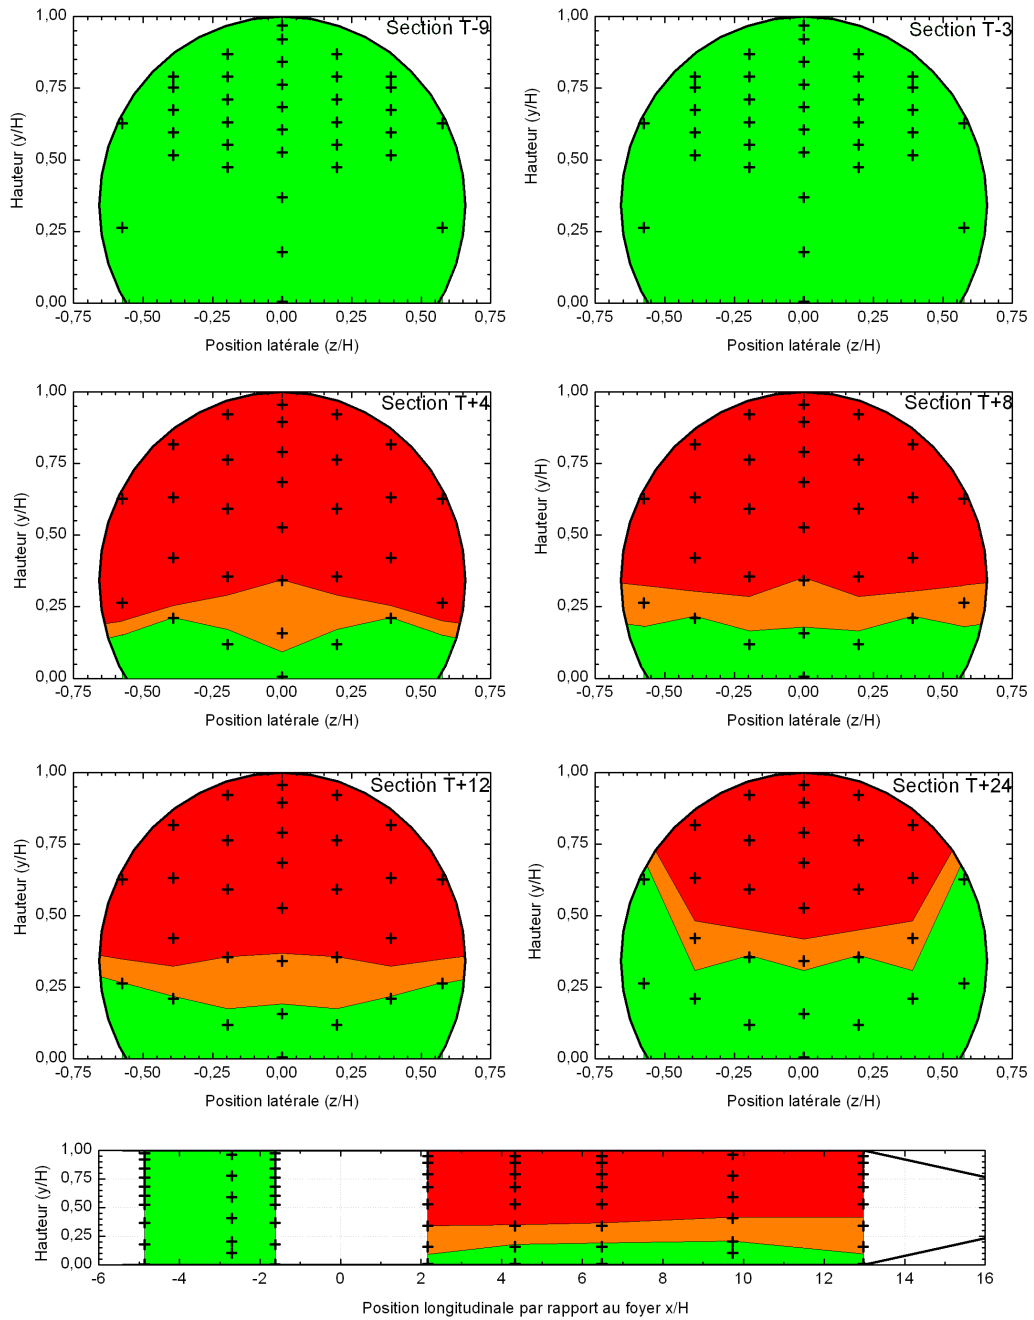 Section T-9
Hauteur (y/H)
1,00
0,75
0,50
0,25
0,00
-0,75 -0,50 -0,25 0,00 0,25 0,50 0,75
Position latérale (z/H)
Section T-3
Hauteur (y/H)
1,00
0,75
0,50
0,25
0,00
-0,75 -0,50 -0,25 0,00 0,25 0,50 0,75
Position latérale (z/H)
Section T+4
Hauteur (y/H)
1,00
0,75
0,50
0,25
0,00
-0,75 -0,50 -0,25 0,00 0,25 0,50 0,75
Position latérale (z/H)
Section T+8
Hauteur (y/H)
1,00
0,75
0,50
0,25
0,00
-0,75 -0,50 -0,25 0,00 0,25 0,50 0,75
Position latérale (z/H)
Section T+12
Hauteur (y/H)
1,00
0,75
0,50
0,25
0,00
-0,75 -0,50 -0,25 0,00 0,25 0,50 0,75
Position latérale (z/H)
Section T+24
Hauteur (y/H)
1,00
0,75
0,50
0,25
0,00
-0,75 -0,50 -0,25 0,00 0,25 0,50 0,75
Position latérale (z/H)
Hauteur (y/H)
1,00
0,75
0,50
0,25
0,00
-6 -4 -2 0 2 4 6 8 10 12 14 16
Position longitudinale par rapport au foyer x/H